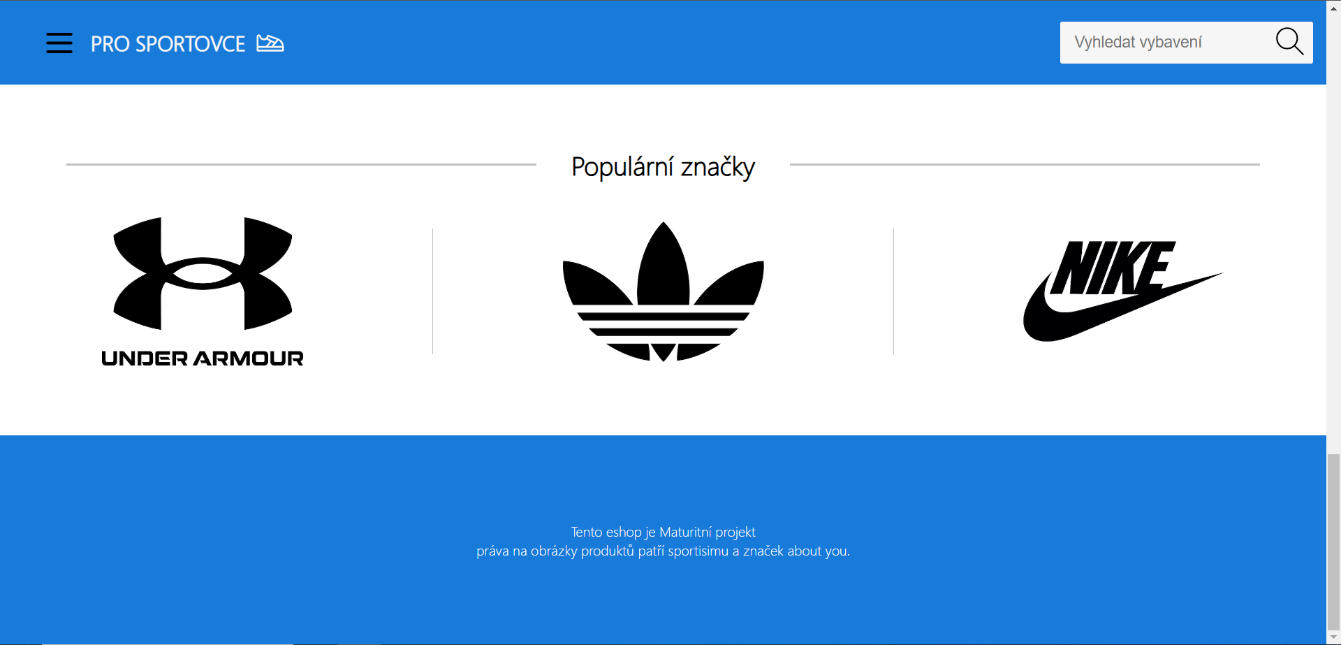 PRO SPORTOVCE
Vyhledat vybavení
Populární značky
UNDER ARMOUR
NIKE
Tento eshop je Maturitní projekt
práva na obrázky produktů patří sportisimu a značek about you.